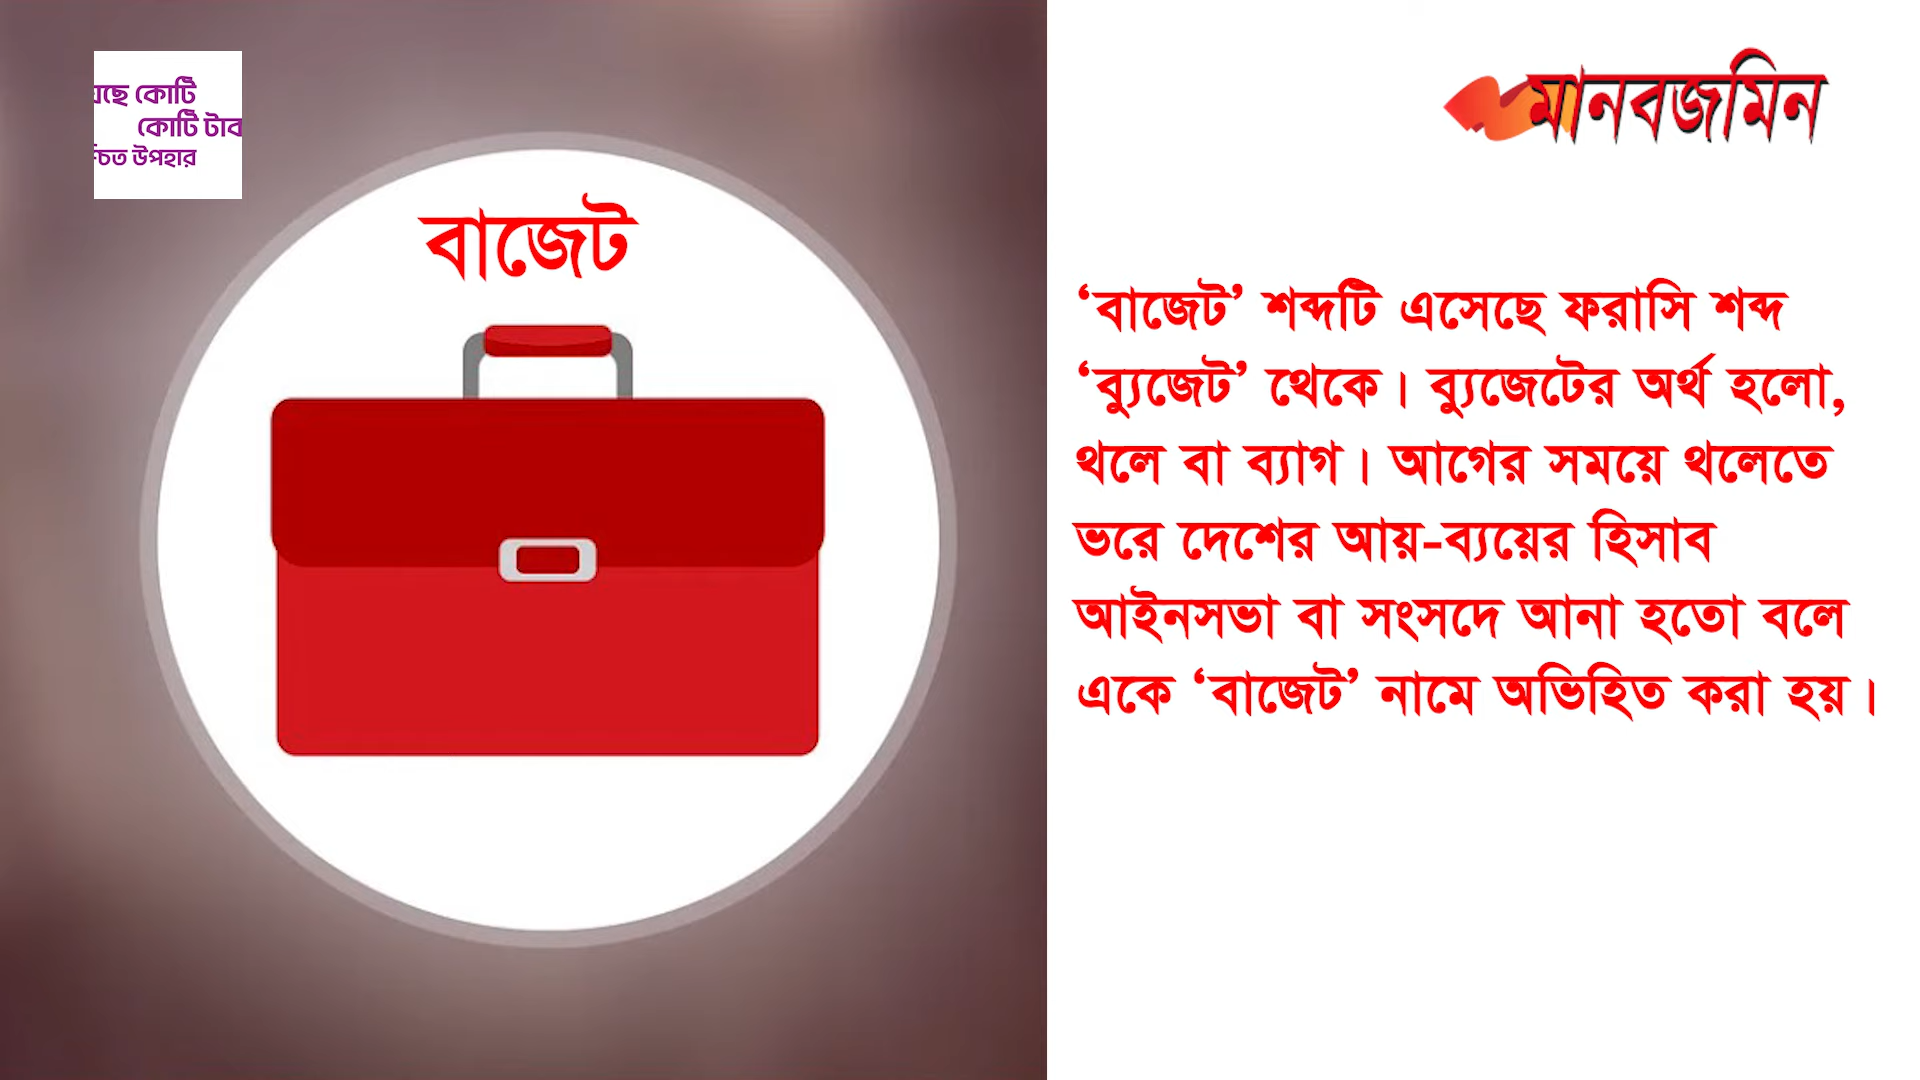 কোটি
কোটি
উপহার
বাজেট
মানবজমিন
‘বাজেট’ শব্দটি এসেছে ফরাসি শব্দ
‘ব্যুজেট’ থেকে। ব্যুজেটের অর্থ হলো,
থলে বা ব্যাগ। আগের সময়ে থলেতে
ভরে দেশের আয়-ব্যয়ের হিসাব
আইনসভা বা সংসদে আনা হতো বলে
একে ‘বাজেট’ নামে অভিহিত করা হয়।